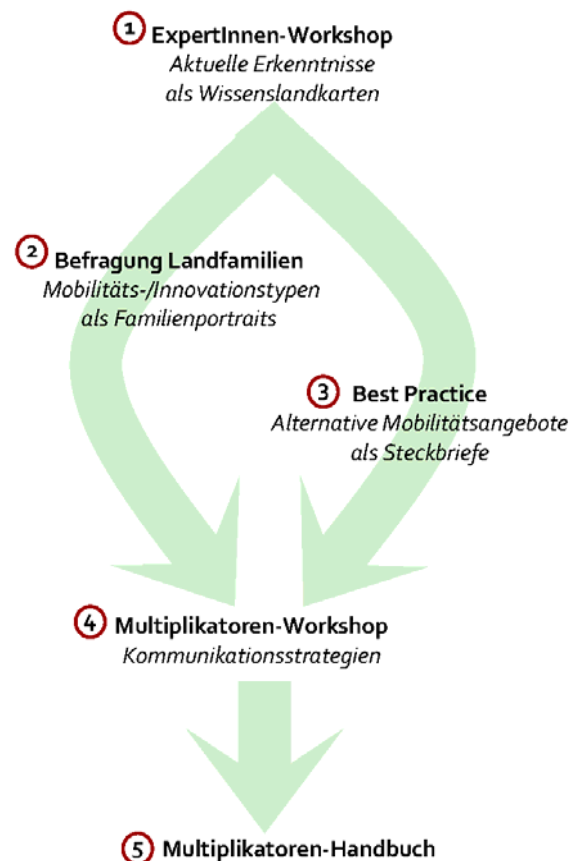 1 ExpertInnen-Workshop
Aktuelle Erkenntnisse
als Wissenslandkarten
2 Befragung Landfamilien
Mobilitäts-/Innovationstypen
als Familienportraits
3 Best Practice
Alternative Mobilitätsangebote
als Steckbriefe
4 Multiplikatoren-Workshop
Kommunikationsstrategien
5 Multiplikatoren-Handbuch